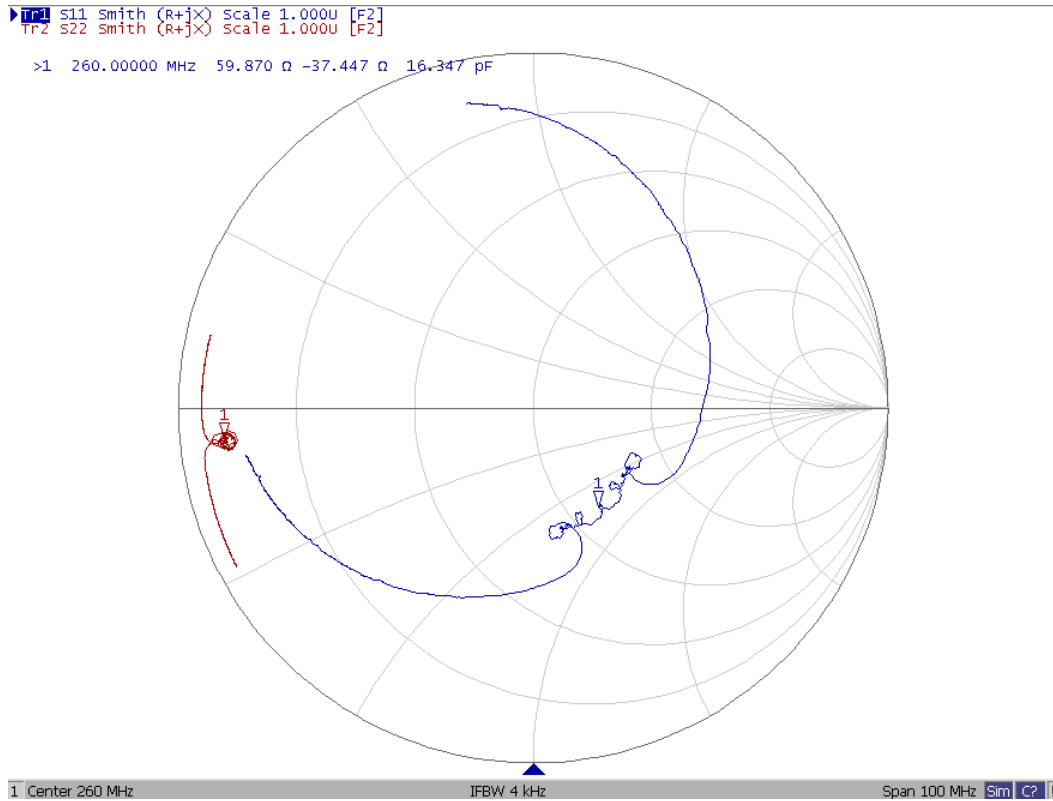 Tr1 S11 Smith (R+jX) Scale 1.000U [F2]
Tr2 S22 Smith (R+jX) Scale 1.000U [F2]
>1 260.00000 MHz 59.870 Ω -37.447 Ω 16.347 pF
1
1
1 Center 260 MHz IFBW 4 kHz Span 100 MHz Sim C?